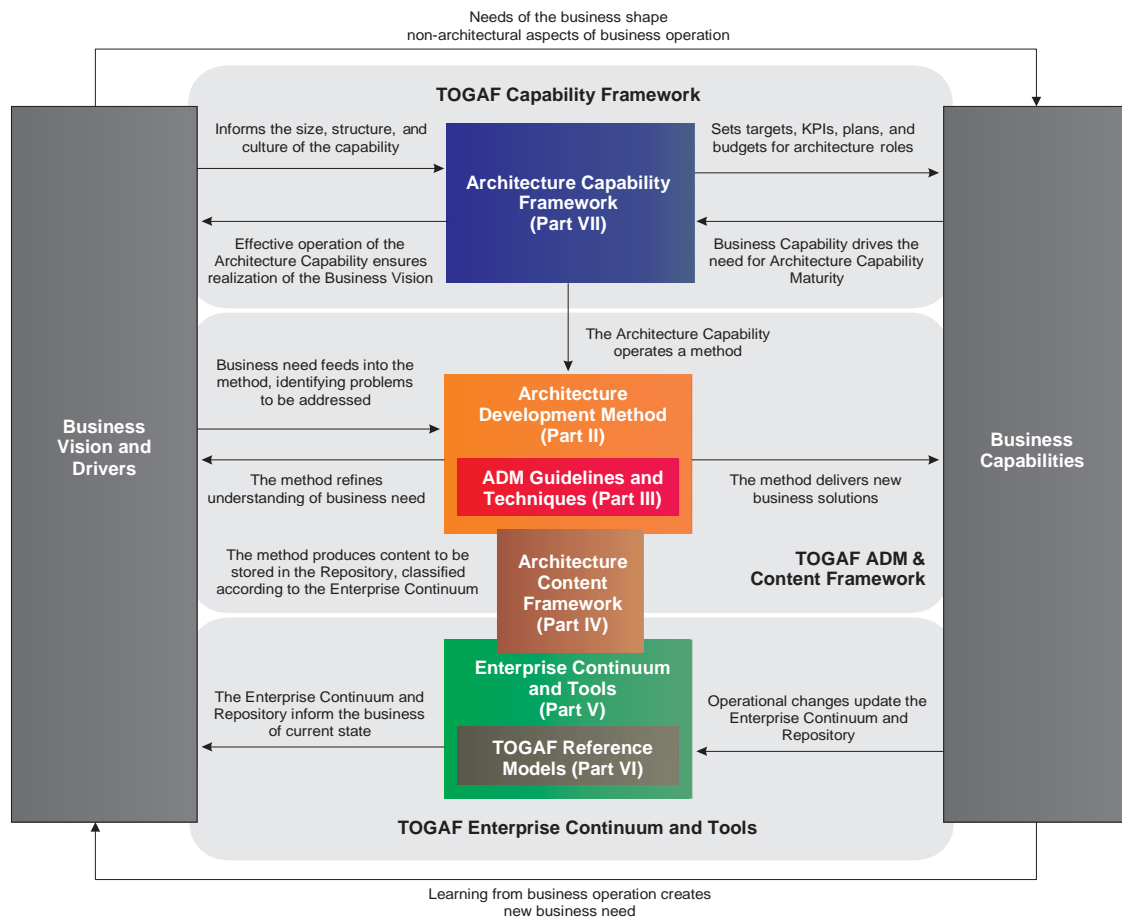 Needs of the business shape
non-architectural aspects of business operation
TOGAF Capability Framework
Informs the size, structure, and
culture of the capability
Architecture Capability
Framework
(Part VII)
Sets targets, KPIs, plans, and
budgets for architecture roles
Effective operation of the
Architecture Capability ensures
realization of the Business Vision
Business Capability drives the
need for Architecture Capability
Maturity
The Architecture Capability
operates a method
Business
Vision and
Drivers
Business need feeds into the
method, identifying problems
to be addressed
Architecture
Development Method
(Part II)
ADM Guidelines and
Techniques (Part III)
Business
Capabilities
The method refines
understanding of business need
The method delivers new
business solutions
The method produces content to be
stored in the Repository, classified
according to the Enterprise Continuum
Architecture
Content
Framework
(Part IV)
TOGAF ADM &
Content Framework
The Enterprise Continuum and
Repository inform the business
of current state
Enterprise Continuum
and Tools
(Part V)
TOGAF Reference
Models (Part VI)
Operational changes update the
Enterprise Continuum and
Repository
TOGAF Enterprise Continuum and Tools
Learning from business operation creates
new business need